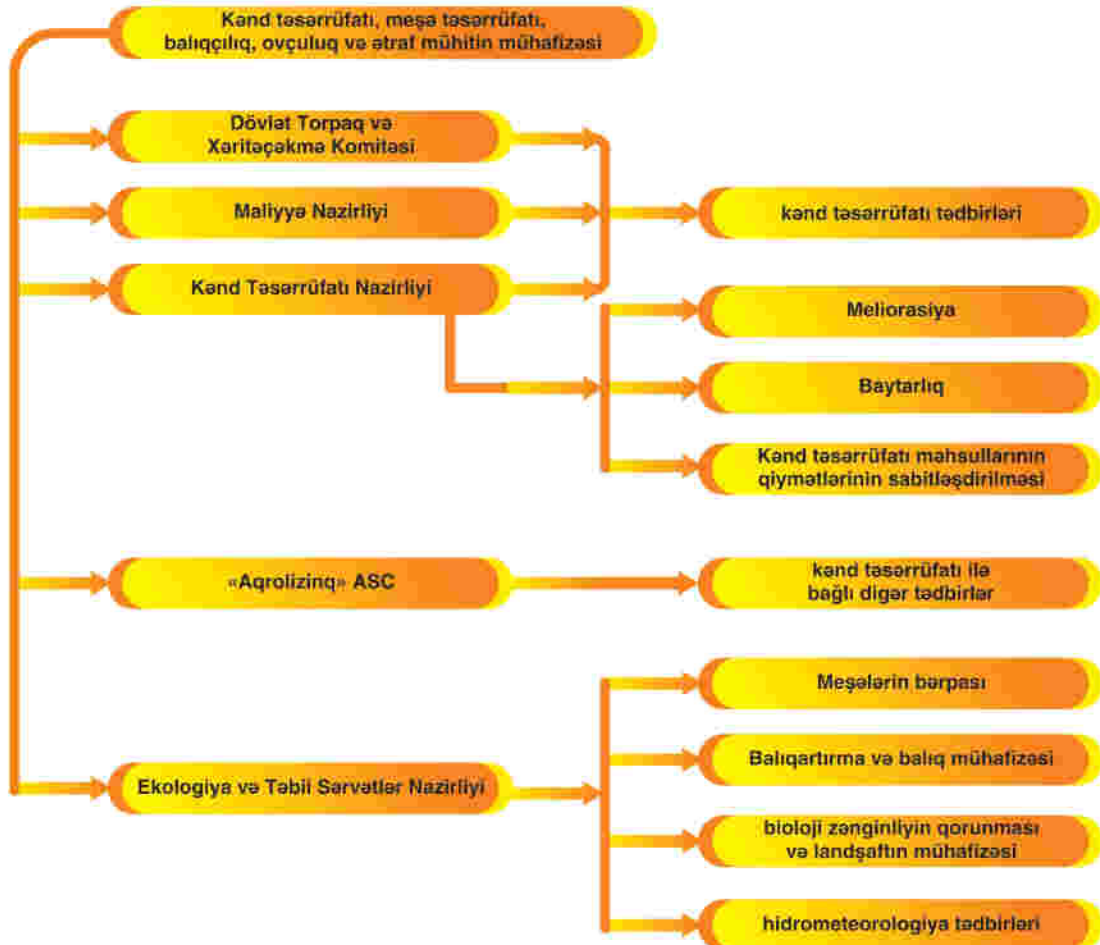 Kənd təsərrüfatı, meşə təsərrüfatı,
balıqçılıq, ovçuluq və ətraf mühitin mühafizəsi
Dövlət Torpaq və
Xəritəçəkmə Komitəsi
Maliyyə Nazirliyi
kənd təsərrüfatı tədbirləri
Kənd Təsərrüfatı Nazirliyi
Meliorasiya
Baytarlıq
Kənd təsərrüfatı məhsullarının
qiymətlərinin sabitləşdirilməsi
«Aqrolizinq» ASC
kənd təsərrüfatı ilə
bağlı digər tədbirlər
Meşələrin bərpası
Ekologiya və Təbii Sərvətlər Nazirliyi
Balıqartırma və balıq mühafizəsi
bioloji zənginliyin qorunması
və landşaftın mühafizəsi
hidrometeorologiya tədbirləri